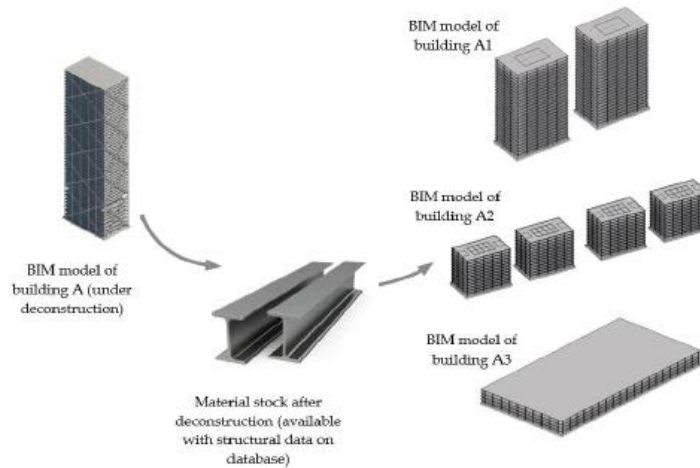 BIM model of
building A1
BIM model of
building A2
BIM model of
building A (under
deconstruction)
BIM model of
building A3
Material stock after
deconstruction (available
with structural data on
database)